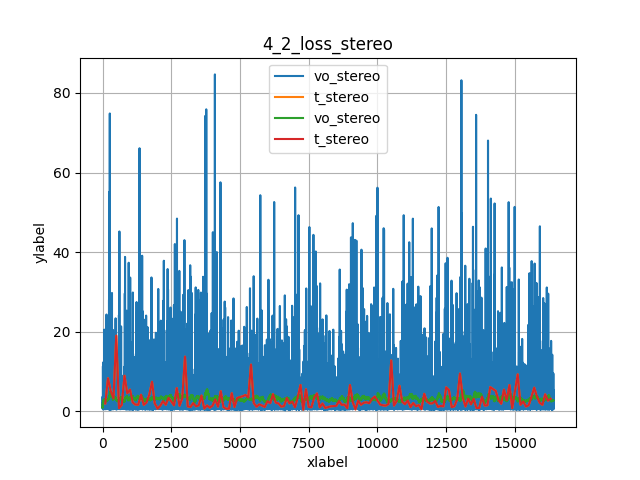 4_2_loss_stereo
vo_stereo
t_stereo
vo_stereo
t_stereo
ylabel
80
60
40
20
0
0 2500 5000 7500 10000 12500 15000
xlabel